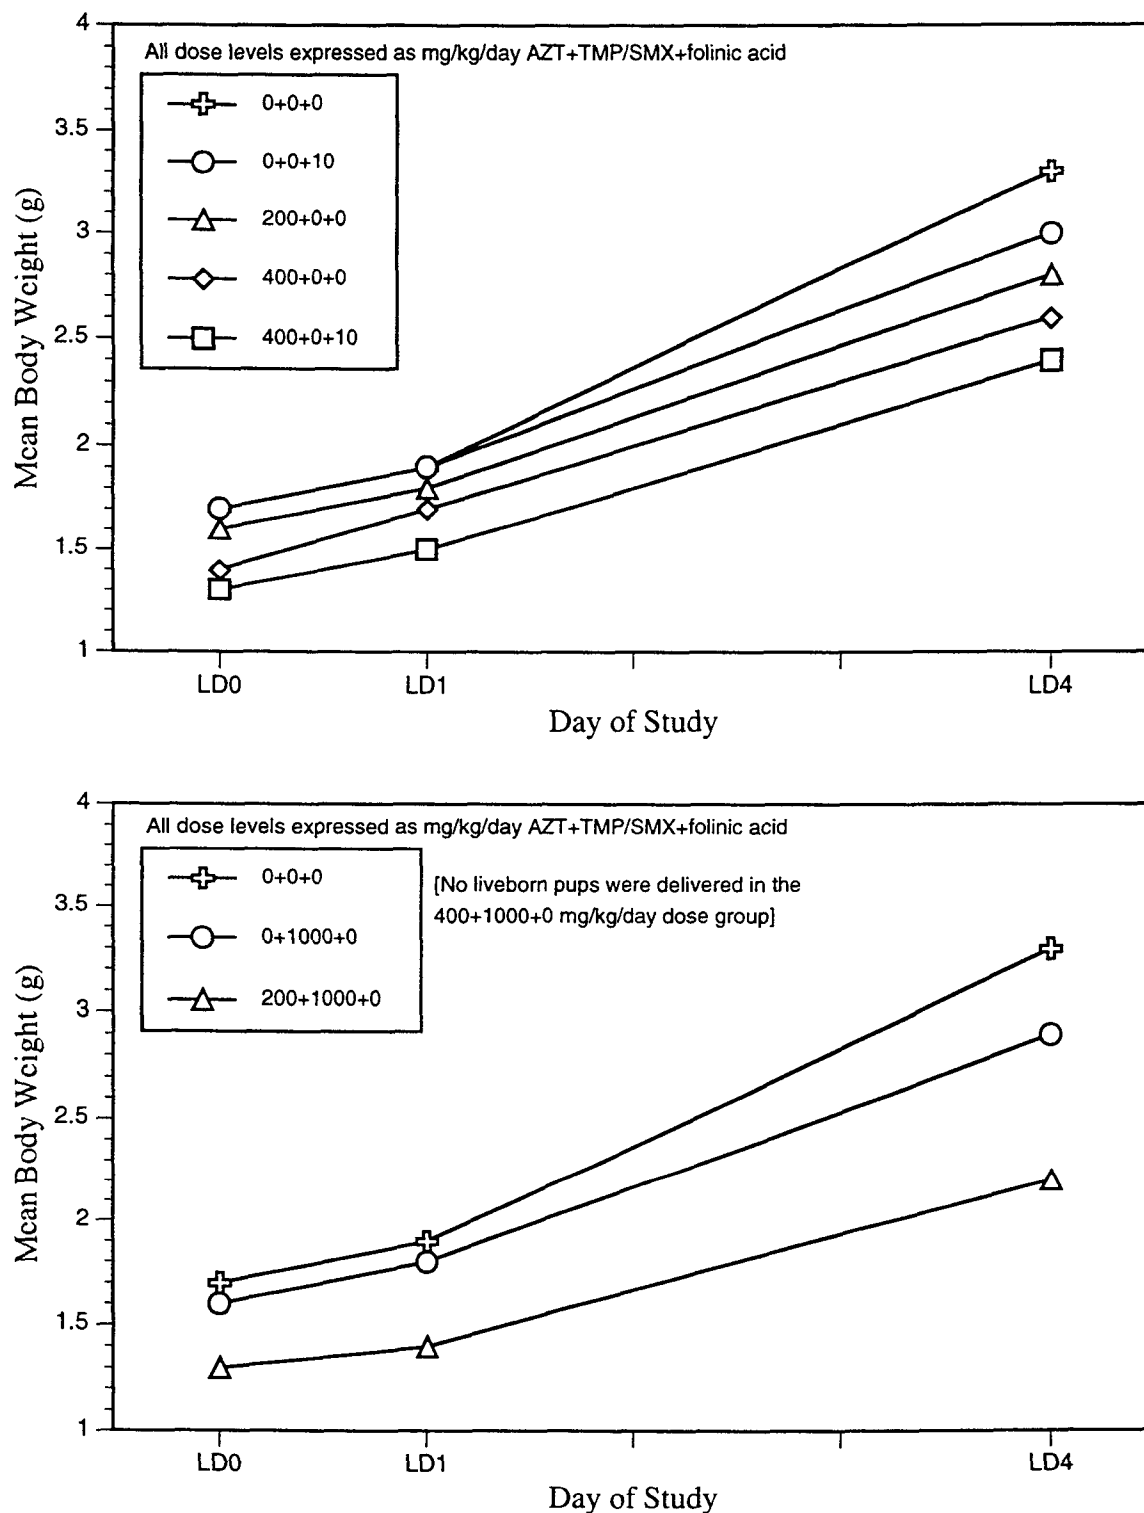 4
All dose levels expressed as mg/kg/day AZT+TMP/SMX+folinic acid
0+0+0
3.5
0+0+10
3
200+0+0
400+0+0
2.5
400+0+10
2
1.5
1
Mean Body Weight (g)
LD0 LD1 LD4
Day of Study
4
All dose levels expressed as mg/kg/day AZT+TMP/SMX+folinic acid
0+0+0
[No liveborn pups were delivered in the
400+1000+0 mg/kg/day dose group]
3.5
0+1000+0
200+1000+0
3
2.5
2
1.5
1
Mean Body Weight (g)
LD0 LD1 LD4
Day of Study